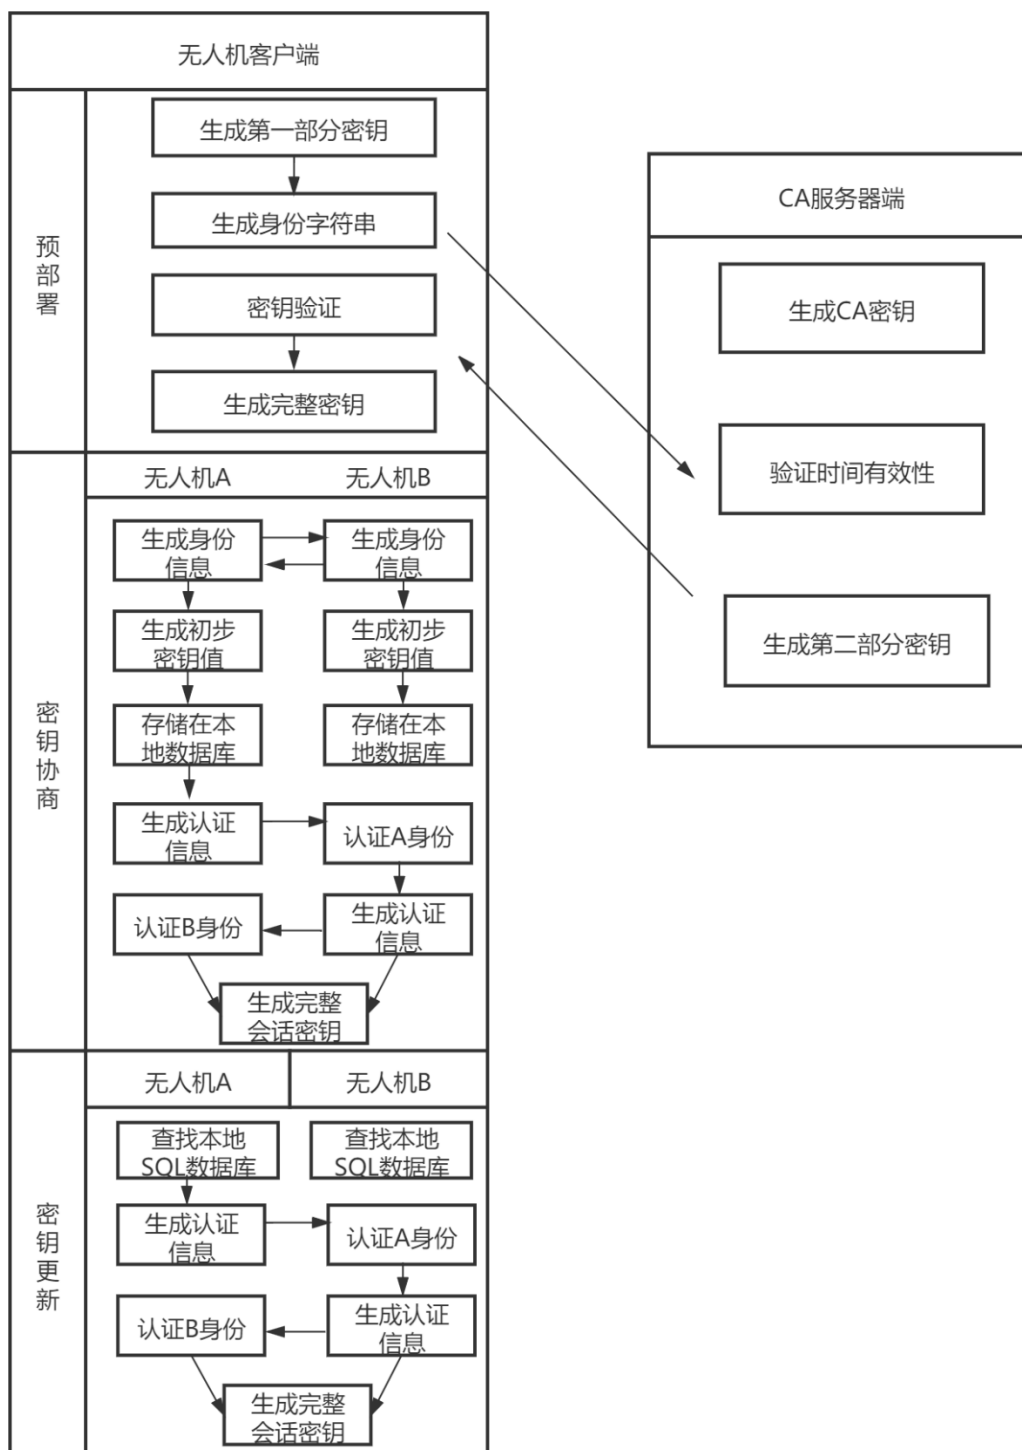 无人机客户端
预部署
生成第一部分密钥
生成身份字符串
密钥验证
生成完整密钥
CA服务器端
生成CA密钥
验证时间有效性
生成第二部分密钥
密钥协商
无人机A
无人机B
生成身份
信息
生成身份
信息
生成初步
密钥值
生成初步
密钥值
存储在本
地数据库
存储在本
地数据库
生成认证
信息
认证A身份
认证B身份
生成认证
信息
生成完整
会话密钥
密钥更新
无人机A
无人机B
查找本地
SQL数据库
查找本地
SQL数据库
生成认证
信息
认证A身份
认证B身份
生成认证
信息
生成完整
会话密钥